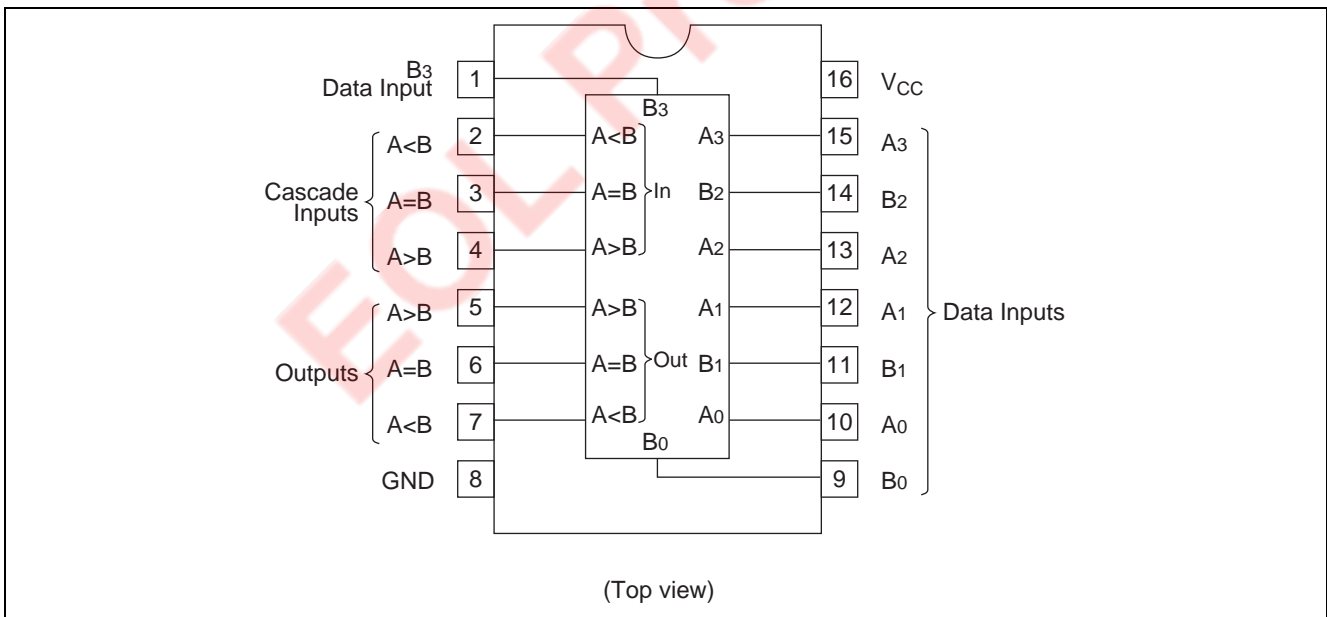 EOL Pr
B3
Data Input
1
16
VCC
B3
A<B
2
A<B
A3
15
A3
Cascade
Inputs
A=B
3
A=B
In
B2
14
B2
A>B
4
A>B
A2
13
A2
A>B
5
A>B
A1
12
A1
Data Inputs
Outputs
A=B
6
A=B
Out
B1
11
B1
A<B
7
A<B
A0
10
A0
B0
GND
8
9
B0
(Top view)